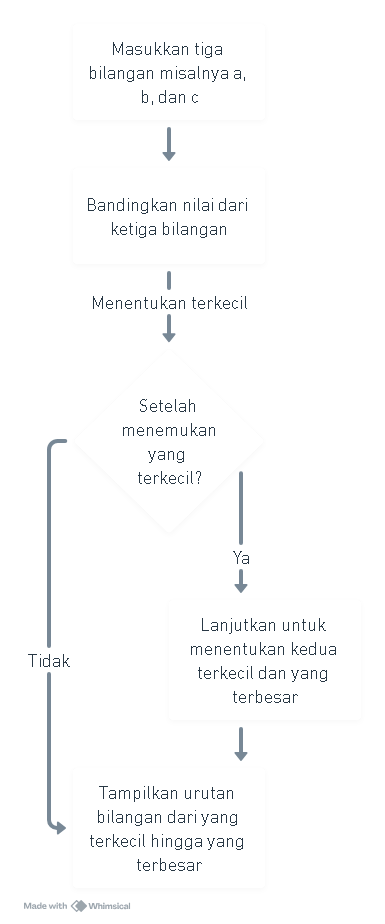 Masukkan tiga
bilangan misalnya a,
b, dan c
Bandingkan nilai dari
ketiga bilangan
Menentukan terkecil
Setelah
menemukan
yang
terkecil?
Ya
Lanjutkan untuk
menentukan kedua
terkecil dan yang
terbesar
Tidak
Tampilkan urutan
bilangan dari yang
terkecil hingga yang
terbesar
Made with Whimsical